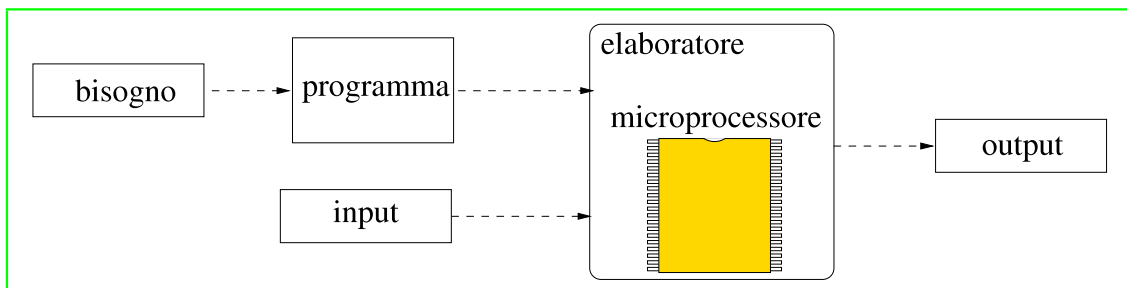 elaboratore
bisogno
programma
microprocessore
output
input